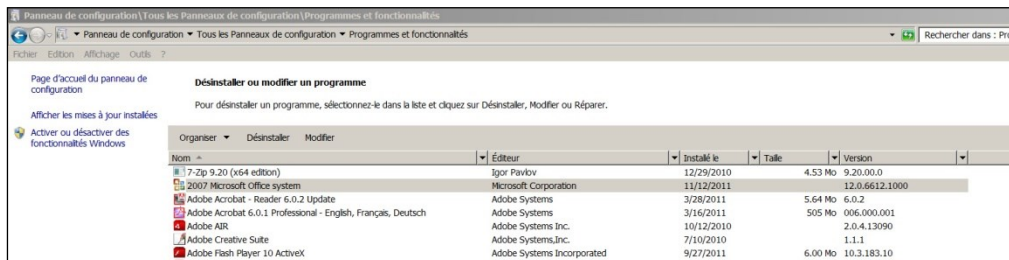 Panneau de configuration\Tous les Panneaux de configuration\Programmes et fonctionnalités
Panneau de configuration Tous les Panneaux de configuration Programmes et fonctionnalités Rechercher dans : Pro
Fichier Edition Affichage Outils ?
Page d'accueil du panneau de configuration
Afficher les mises à jour installées
Activer ou désactiver des fonctionnalités Windows
Désinstaller ou modifier un programme
Pour désinstaller un programme, sélectionnez-le dans la liste et cliquez sur Désinstaller, Modifier ou Réparer.
Organiser Désinstaller Modifier
Nom Éditeur Installé le Taille Version
7-Zip 9.20 (x64 edition) Igor Pavlov 12/29/2010 4.53 Mo 9.20.00.0
2007 Microsoft Office system Microsoft Corporation 11/12/2011 12.0.6612.1000
Adobe Acrobat - Reader 6.0.2 Update Adobe Systems 3/28/2011 5.64 Mo 6.0.2
Adobe Acrobat 6.0.1 Professional - English, Français, Deutsch Adobe Systems 3/16/2011 505 Mo 006.000.001
Adobe AIR Adobe Systems Inc. 10/12/2010 2.0.4.13090
Adobe Creative Suite Adobe Systems,Inc. 7/10/2010 1.1.1
Adobe Flash Player 10 ActiveX Adobe Systems Incorporated 9/27/2011 6.00 Mo 10.3.183.10